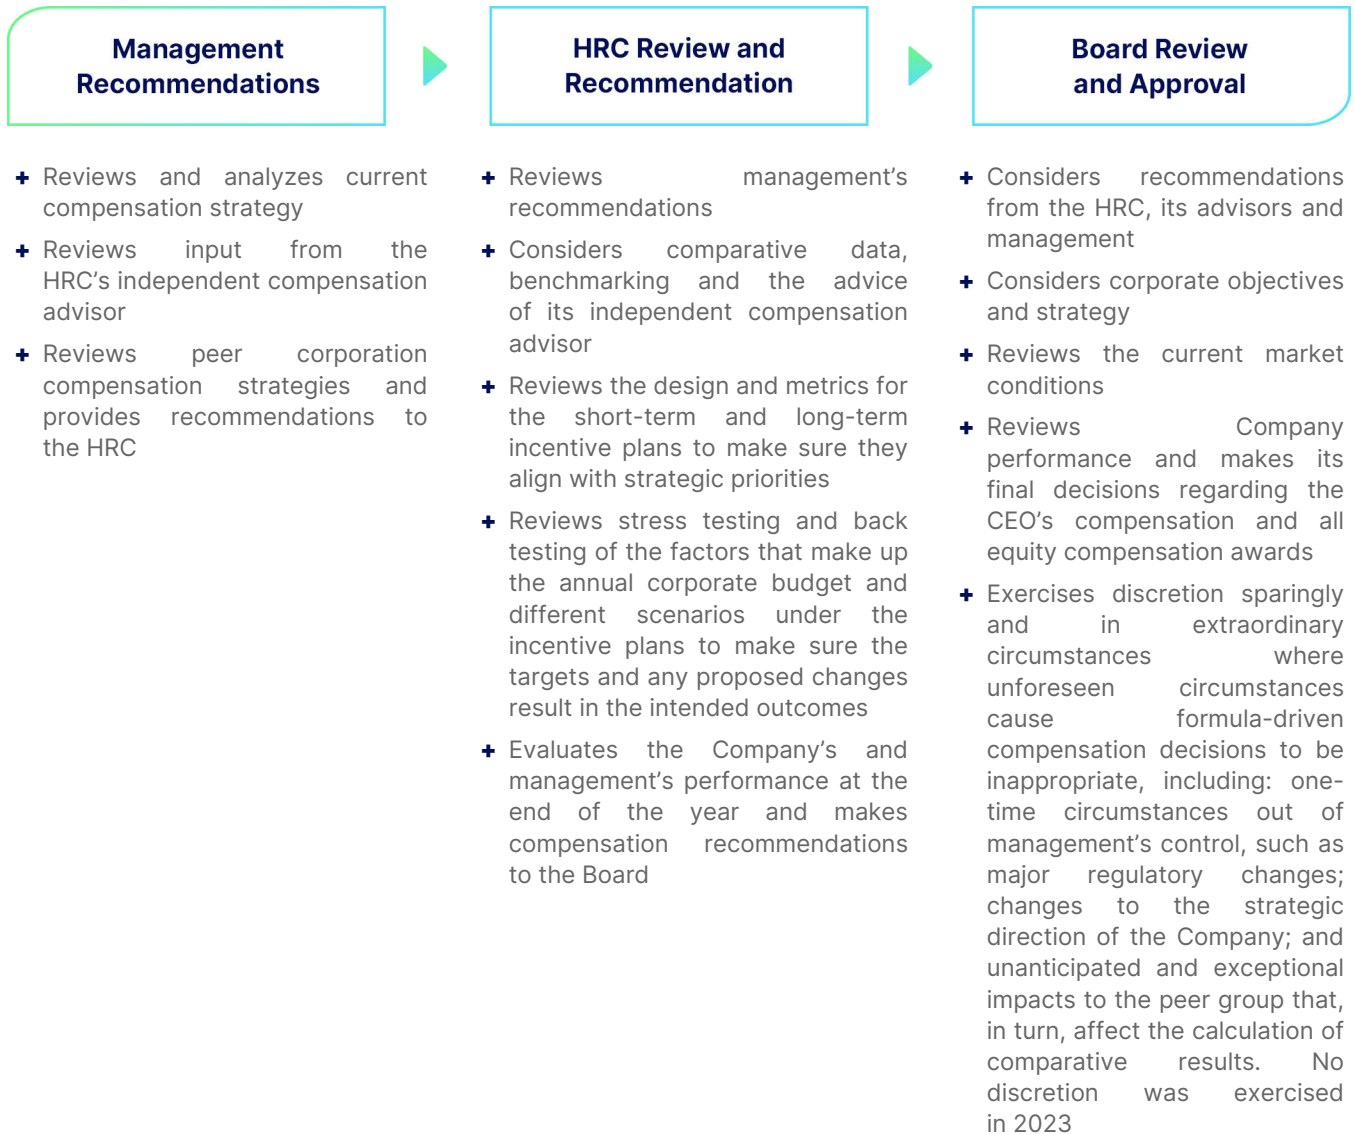 Management
Recommendations
HRC Review and
Recommendation
Board Review
and Approval
+ Reviews and analyzes current
compensation strategy
+ Reviews input from the
HRC’s independent compensation
advisor
+ Reviews peer corporation
compensation strategies and
provides recommendations to
the HRC
+ Reviews management’s
recommendations
+ Considers comparative data,
benchmarking and the advice
of its independent compensation
advisor
+ Reviews the design and metrics for
the short-term and long-term
incentive plans to make sure they
align with strategic priorities
+ Reviews stress testing and back
testing of the factors that make up
the annual corporate budget and
different scenarios under the
incentive plans to make sure the
targets and any proposed changes
result in the intended outcomes
+ Evaluates the Company’s and
management’s performance at the
end of the year and makes
compensation recommendations
to the Board
+ Considers recommendations
from the HRC, its advisors and
management
+ Considers corporate objectives
and strategy
+ Reviews the current market
conditions
+ Reviews Company
performance and makes its
final decisions regarding the
CEO’s compensation and all
equity compensation awards
+ Exercises discretion sparingly
and in extraordinary
circumstances where
unforeseen circumstances
cause formula-driven
compensation decisions to be
inappropriate, including: one-
time circumstances out of
management’s control, such as
major regulatory changes;
changes to the strategic
direction of the Company; and
unanticipated and exceptional
impacts to the peer group that,
in turn, affect the calculation of
comparative results. No
discretion was exercised
in 2023